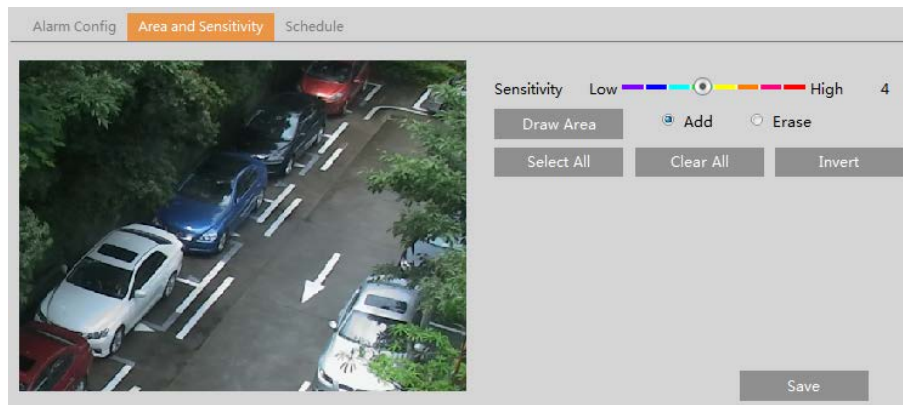 Alarm Config Area and Sensitivity Schedule
Sensitivity Low High 4
Draw Area Add Erase
Select All Clear All Invert
Save